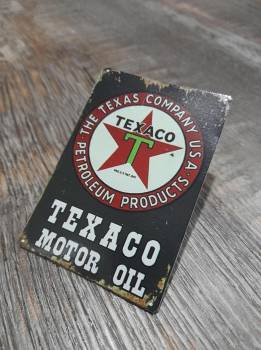 THE TEXAS COMPANY U.S.A.
TEXACO
T
PETROLEUM PRODUCTS
TEXACO
MOTOR OIL